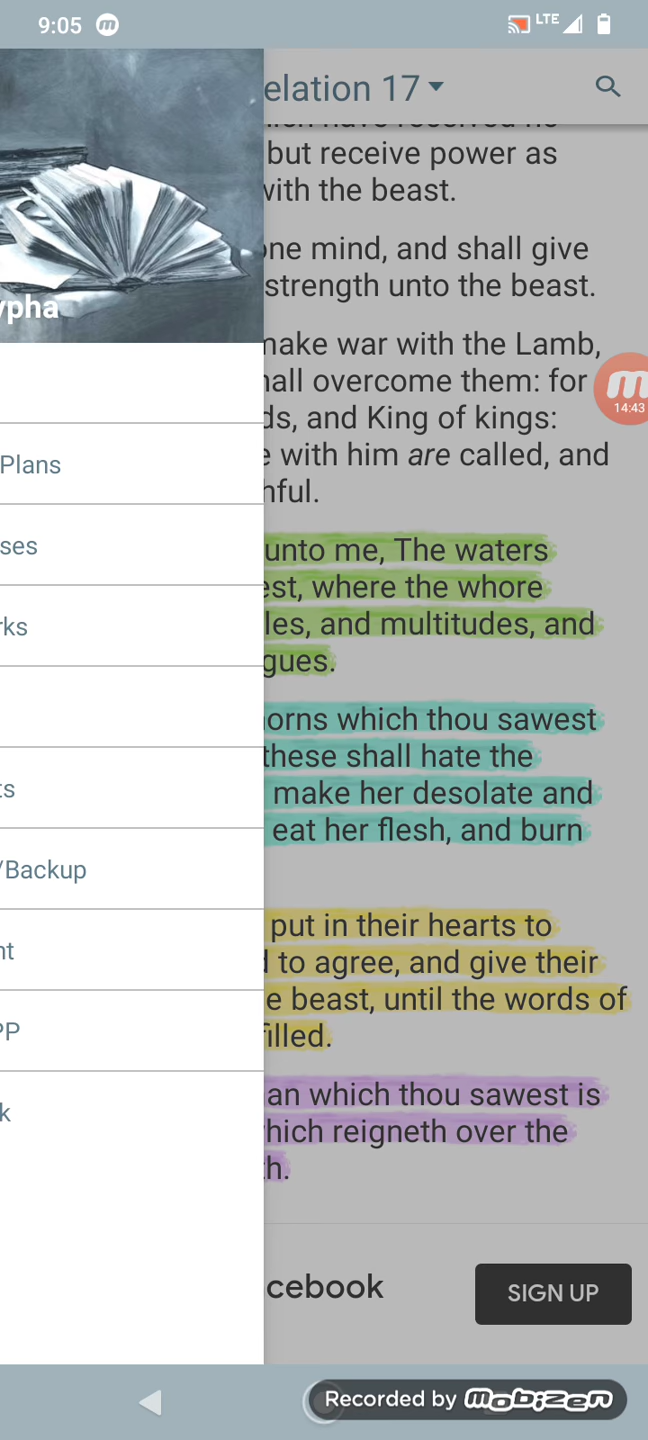 9:05
LTE
elation 17
but receive power as
with the beast.
one mind, and shall give
strength unto the beast.
make war with the Lamb,
hall overcome them: for
ds, and King of kings:
e with him are called, and
hful.
unto me, The waters
est, where the whore
les, and multitudes, and
gues.
horns which thou sawest
these shall hate the
make her desolate and
eat her flesh, and burn
put in their hearts to
d to agree, and give their
e beast, until the words of
filled.
an which thou sawest is
which reigneth over the
th.
ypha
Plans
ses
rks
ts
/Backup
nt
PP
k
14:43
cebook
SIGN UP
Recorded by mobizen